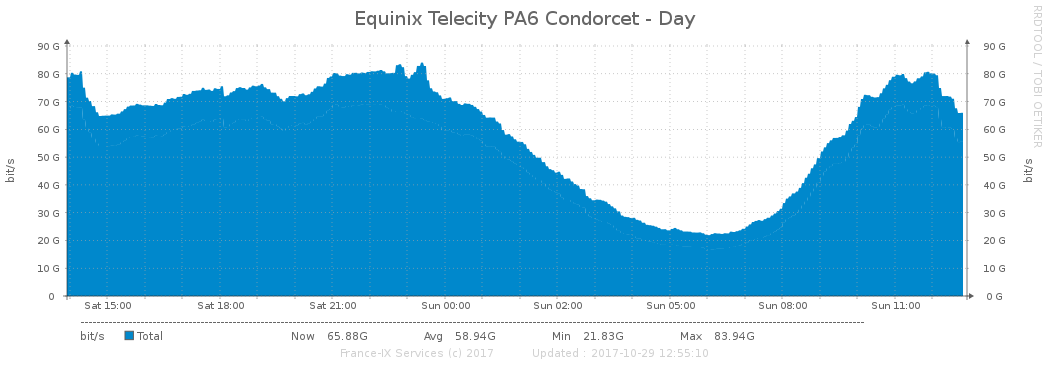 Equinix Telecity PA6 Condorcet - Day
RRDTOOL / TOBI OETIKER
90 G 90 G
80 G 80 G
70 G 70 G
60 G 60 G
50 G 50 G
bit/s bit/s
40 G 40 G
30 G 30 G
20 G 20 G
10 G 10 G
0 0 G
Sat 15:00 Sat 18:00 Sat 21:00 Sun 00:00 Sun 02:00 Sun 05:00 Sun 08:00 Sun 11:00
bit/s Total Now 65.88G Avg 58.94G Min 21.83G Max 83.94G
France-IX Services (c) 2017 Updated : 2017-10-29 12:55:10